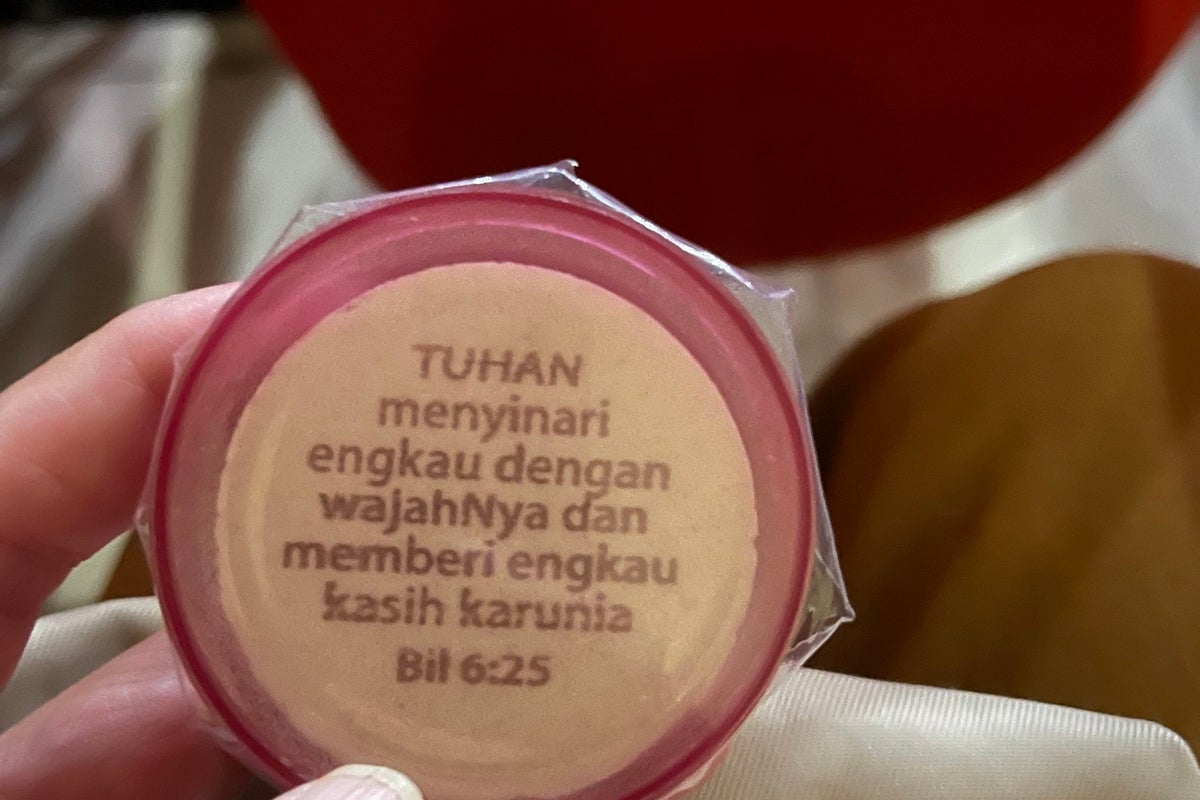 TUHAN
menyinari
engkau dengan
wajahNya dan
memberi engkau
kasih karunia
Bil 6:25